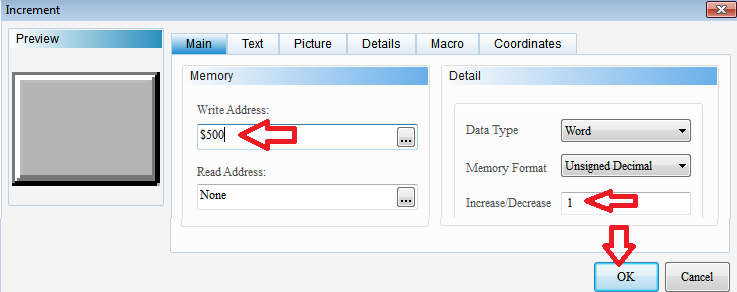 Increment
Preview
Main Text Picture Details Macro Coordinates
Memory
Write Address:
$500
...
Read Address:
None
...
Detail
Data Type Word
Memory Format Unsigned Decimal
Increase/Decrease 1
OK Cancel